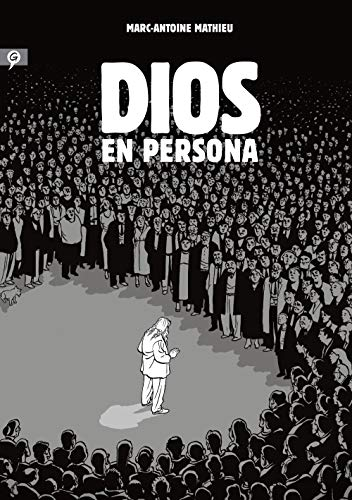 MARC-ANTOINE MATHIEU
DIOS
EN PERSONA